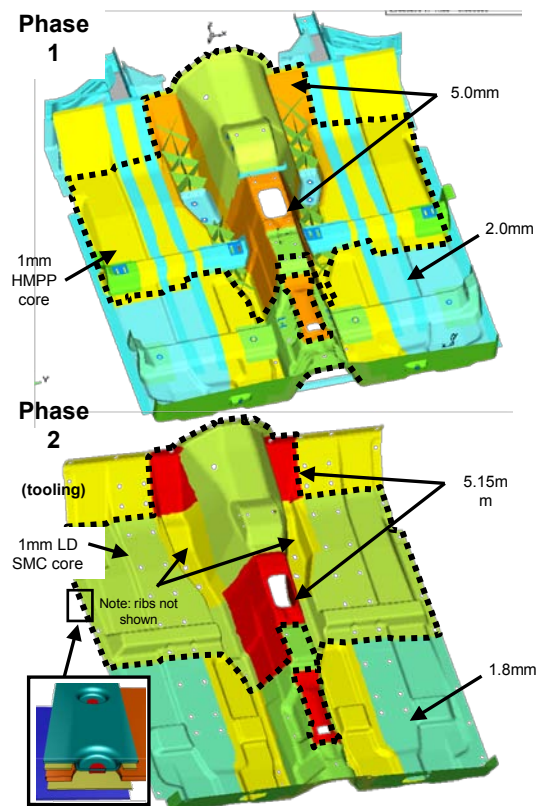 Phase
1
5.0mm
2.0mm
1mm
HMPP
core
Phase
2
(tooling)
5.15m
m
1mm LD
SMC core
Note: ribs not
shown
1.8mm